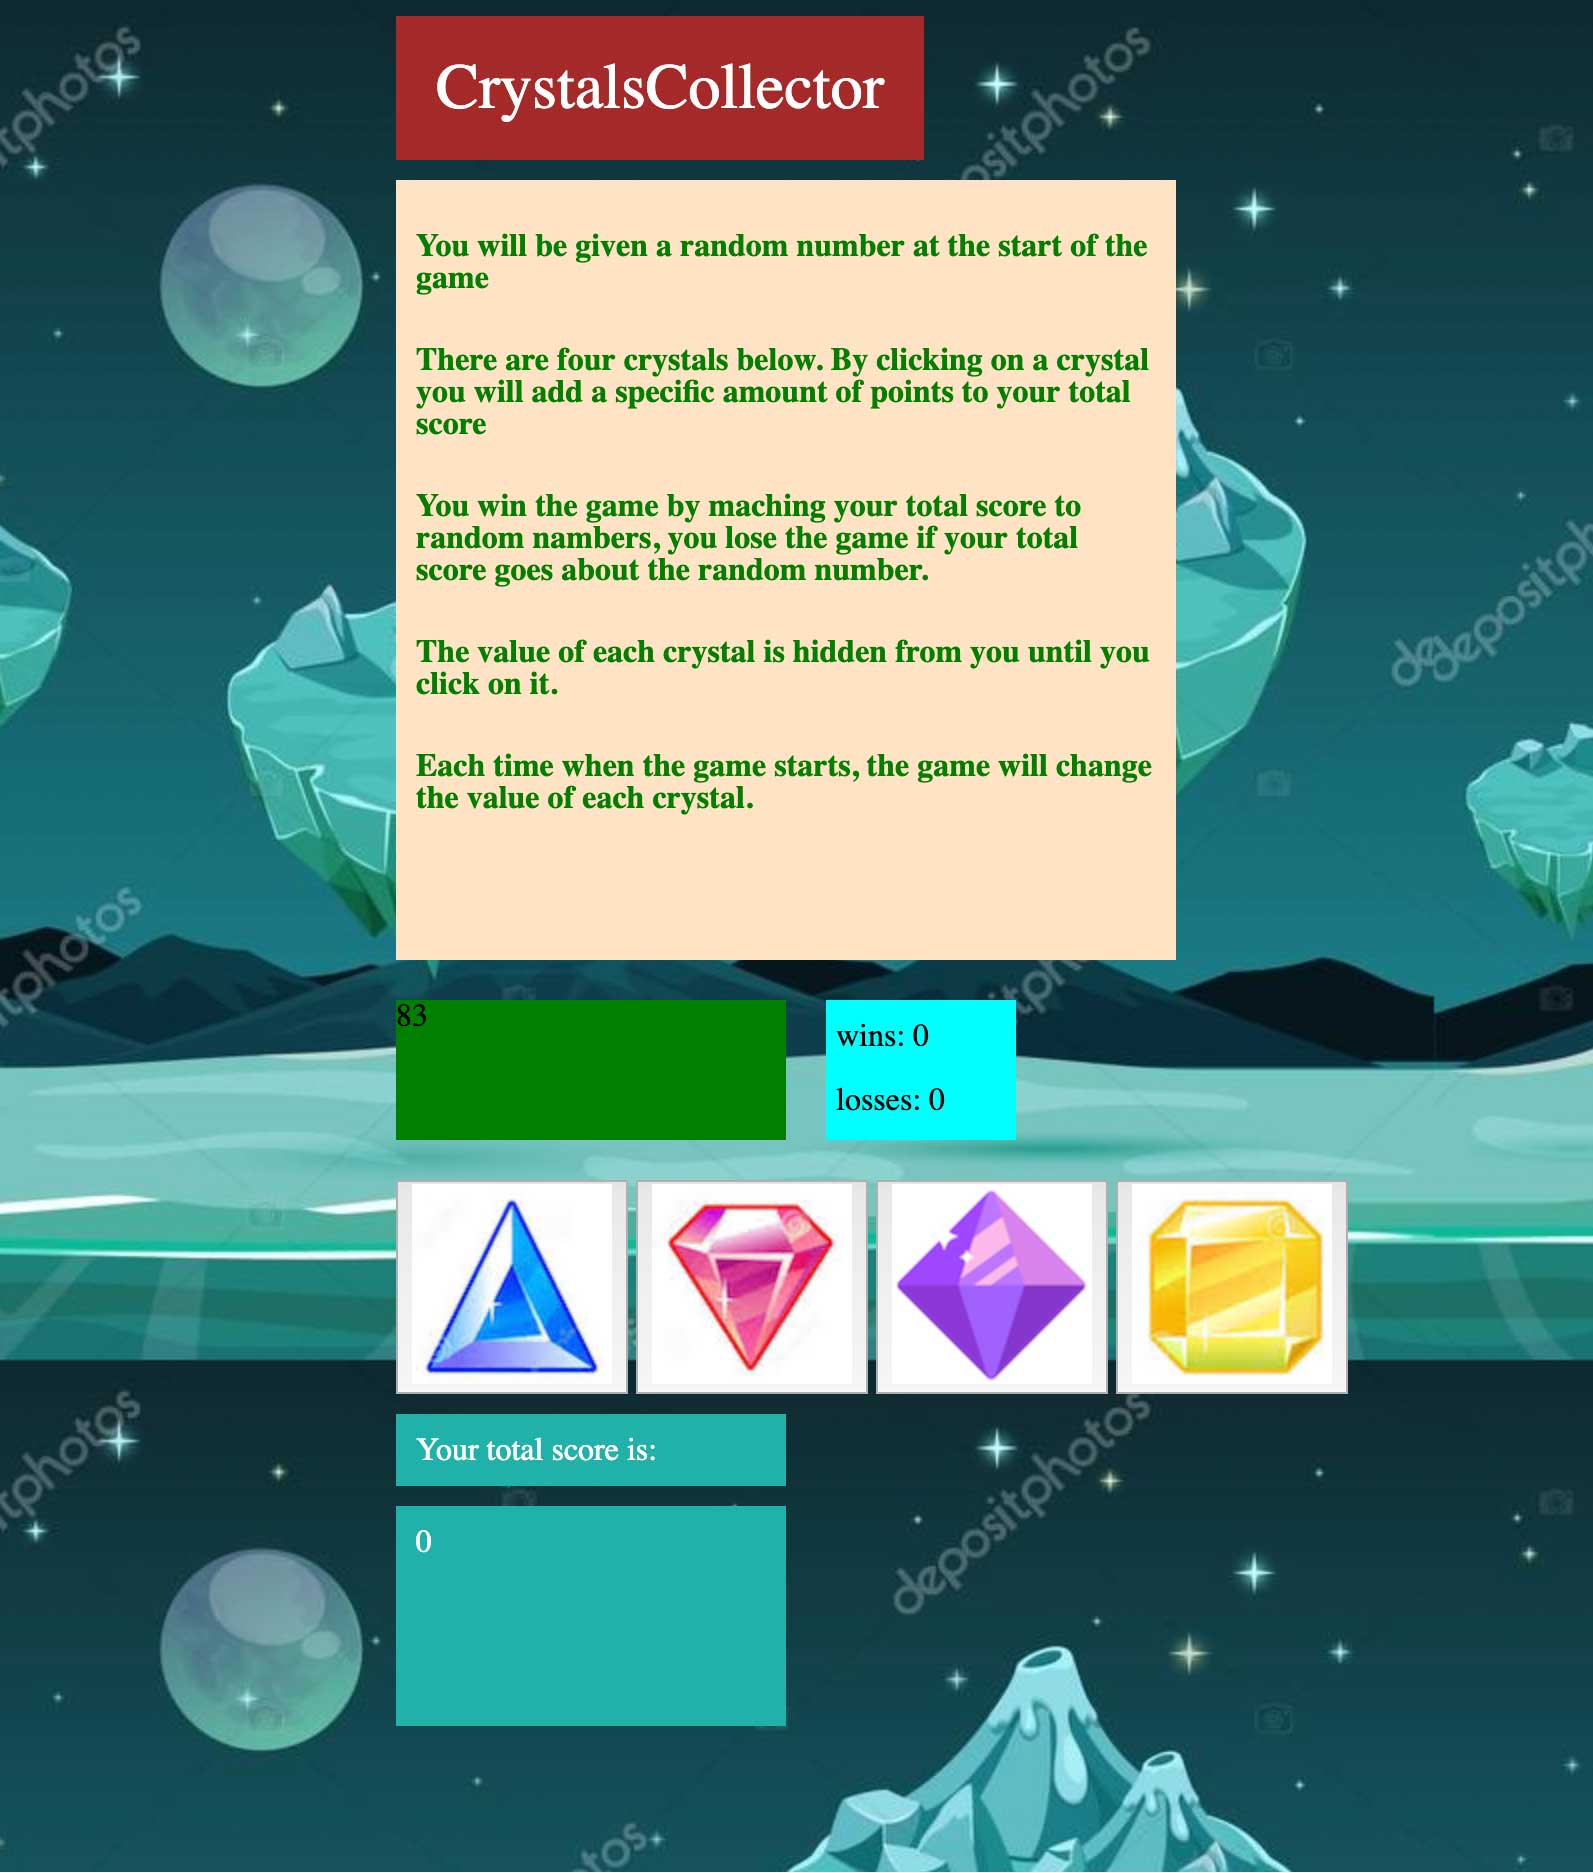 CrystalsCollector
You will be given a random number at the start of the
game
There are four crystals below. By clicking on a crystal
you will add a specific amount of points to your total
score
You win the game by maching your total score to
random nambers, you lose the game if your total
score goes about the random number.
The value of each crystal is hidden from you until you
click on it.
Each time when the game starts, the game will change
the value of each crystal.
83
wins: 0
losses: 0
Your total score is:
0
depositphotos